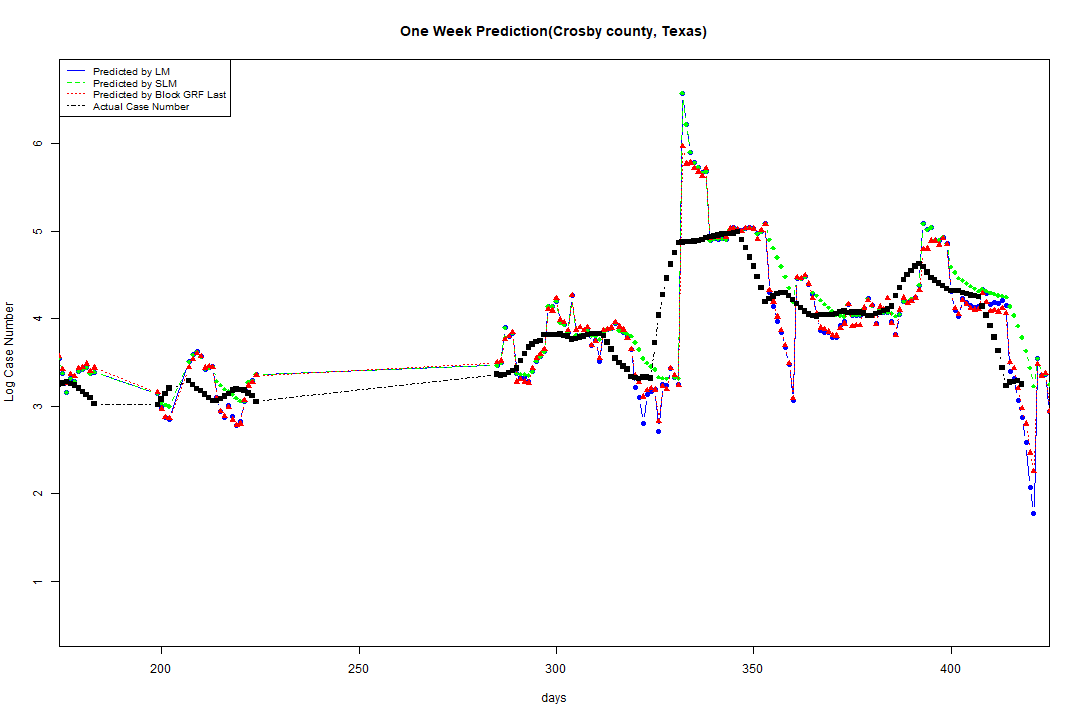 One Week Prediction(Crosby county, Texas)
Predicted by LM
Predicted by SLM
Predicted by Block GRF Last
Actual Case Number
Log Case Number
6
5
4
3
2
1
200
250
300
350
400
days